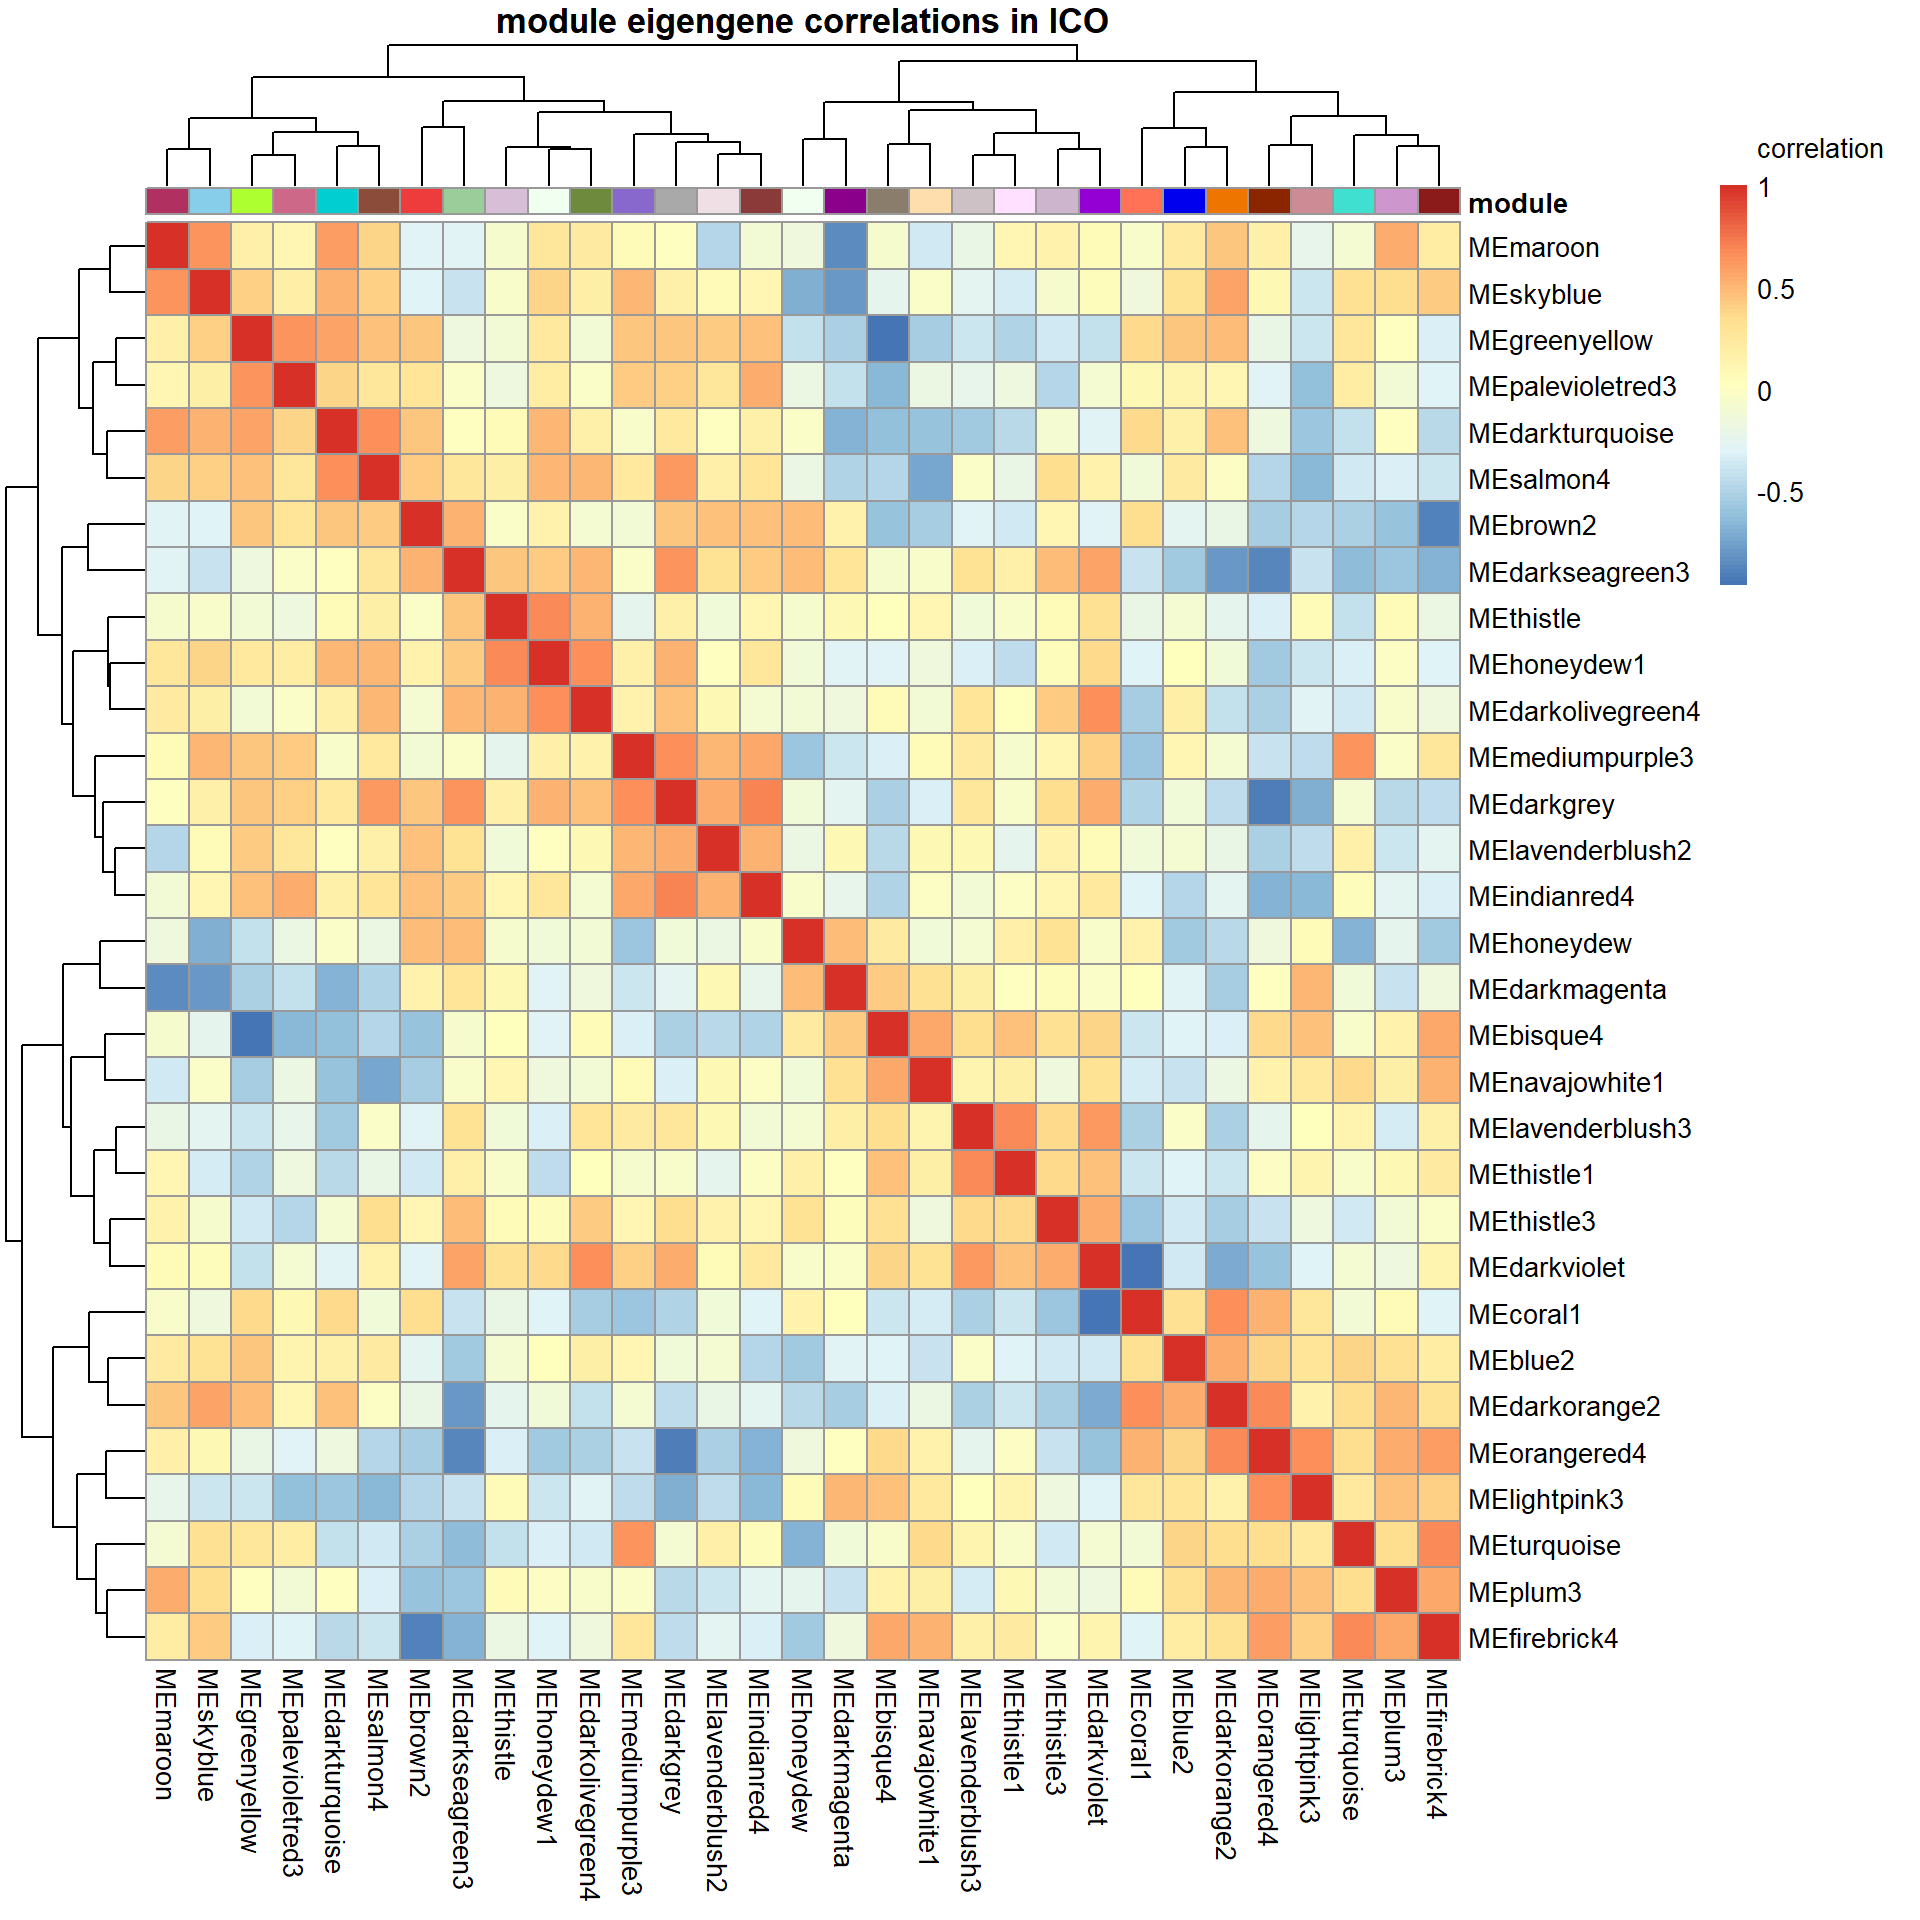 module eigengene correlations in ICO
correlation
1
0.5
0
-0.5
module
MEmaroon
MEskyblue
MEgreenyellow
MEpalevioletred3
MEdarkturquoise
MEsalmon4
MEbrown2
MEdarkseagreen3
MEthistle
MEhoneydew1
MEdarkolivegreen4
MEmediumpurple3
MEdarkgrey
MElavenderblush2
MEindianred4
MEhoneydew
MEdarkmagenta
MEbisque4
MEnavajowhite1
MElavenderblush3
MEthistle1
MEthistle3
MEdarkviolet
MEcoral1
MEblue2
MEdarkorange2
MEorangered4
MElightpink3
MEturquoise
MEplum3
MEfirebrick4
MEmaroon
MEskyblue
MEgreenyellow
MEpalevioletred3
MEdarkturquoise
MEsalmon4
MEbrown2
MEdarkseagreen3
MEthistle
MEhoneydew1
MEdarkolivegreen4
MEmediumpurple3
MEdarkgrey
MElavenderblush2
MEindianred4
MEhoneydew
MEdarkmagenta
MEbisque4
MEnavajowhite1
MElavenderblush3
MEthistle1
MEthistle3
MEdarkviolet
MEcoral1
MEblue2
MEdarkorange2
MEorangered4
MElightpink3
MEturquoise
MEplum3
MEfirebrick4